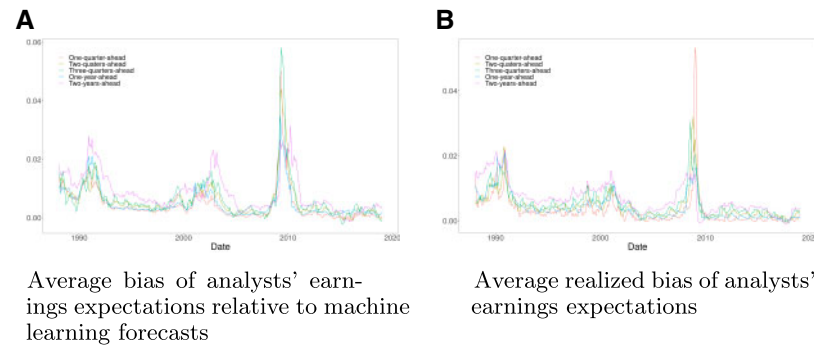 A
0.06
0.04
0.02
0.00
One-quarter-ahead
Two-quaters-ahead
Three-quarters-ahead
One-year-ahead
Two-years-ahead
1990
2000
2010
2020
Date
Average bias of analysts' earn-
ings expectations relative to machine
learning forecasts
B
0.04
0.02
0.00
One-quarter-ahead
Two-quaters-ahead
Three-quarters-ahead
One-year-ahead
Two-years-ahead
1990
2000
2010
202
Date
Average realized bias of analysts'
earnings expectations